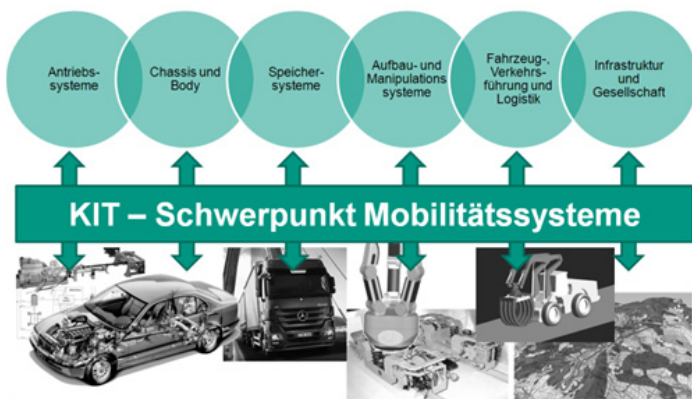 Antriebs-
systeme
Chassis und
Body
Speicher-
systeme
Aufbau- und
Manipulations
systeme
Fahrzeug-,
Verkehrs-
führung und
Logistik
Infrastruktur
und
Gesellschaft
KIT – Schwerpunkt Mobilitätssysteme